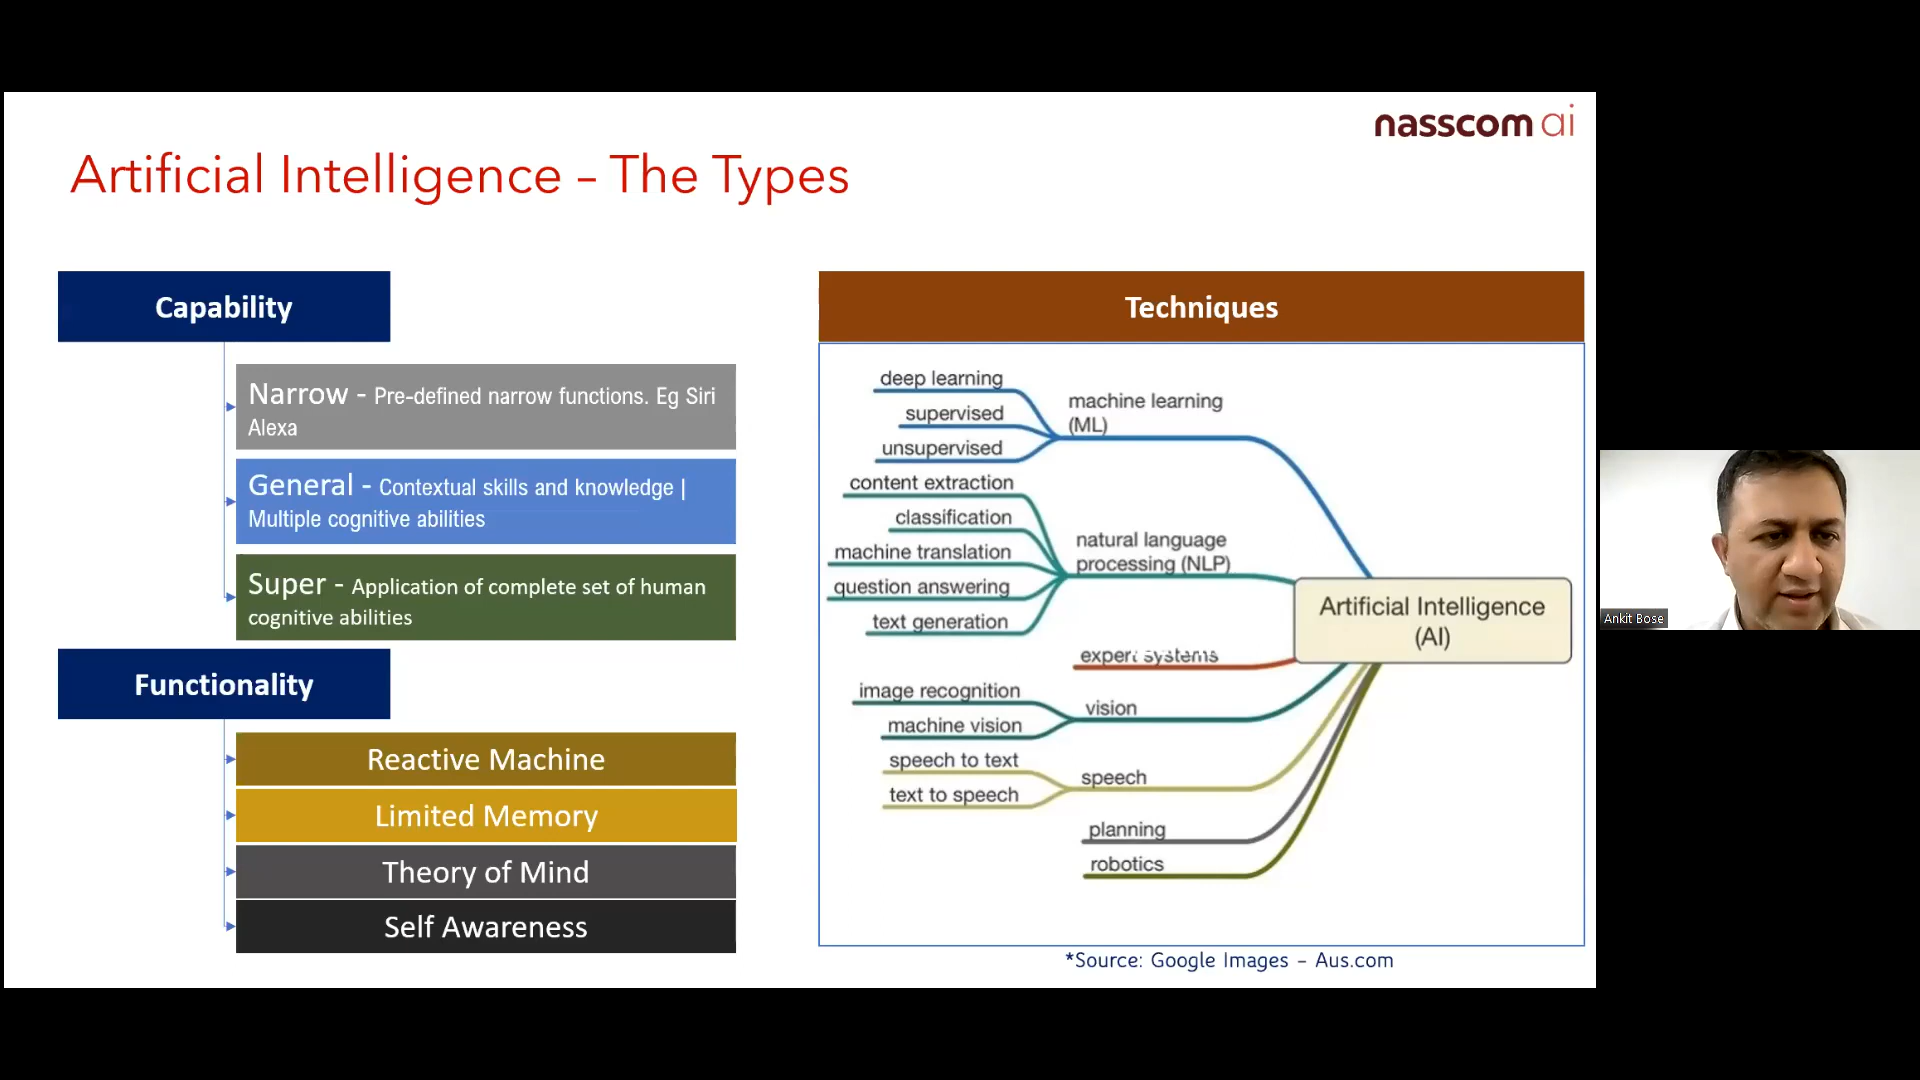 nasscom ai
Artificial Intelligence – The Types
Capability
Narrow - Pre-defined narrow functions. Eg Siri
Alexa
General - Contextual skills and knowledge |
Multiple cognitive abilities
Super - Application of complete set of human
cognitive abilities
Functionality
Reactive Machine
Limited Memory
Theory of Mind
Self Awareness
Techniques
deep learning
supervised
unsupervised
machine learning
(ML)
content extraction
classification
machine translation
question answering
text generation
natural language
processing (NLP)
expert systems
image recognition
machine vision
vision
speech to text
text to speech
speech
planning
robotics
Artificial Intelligence
(AI)
*Source: Google Images – Aus.com
Ankit Bose